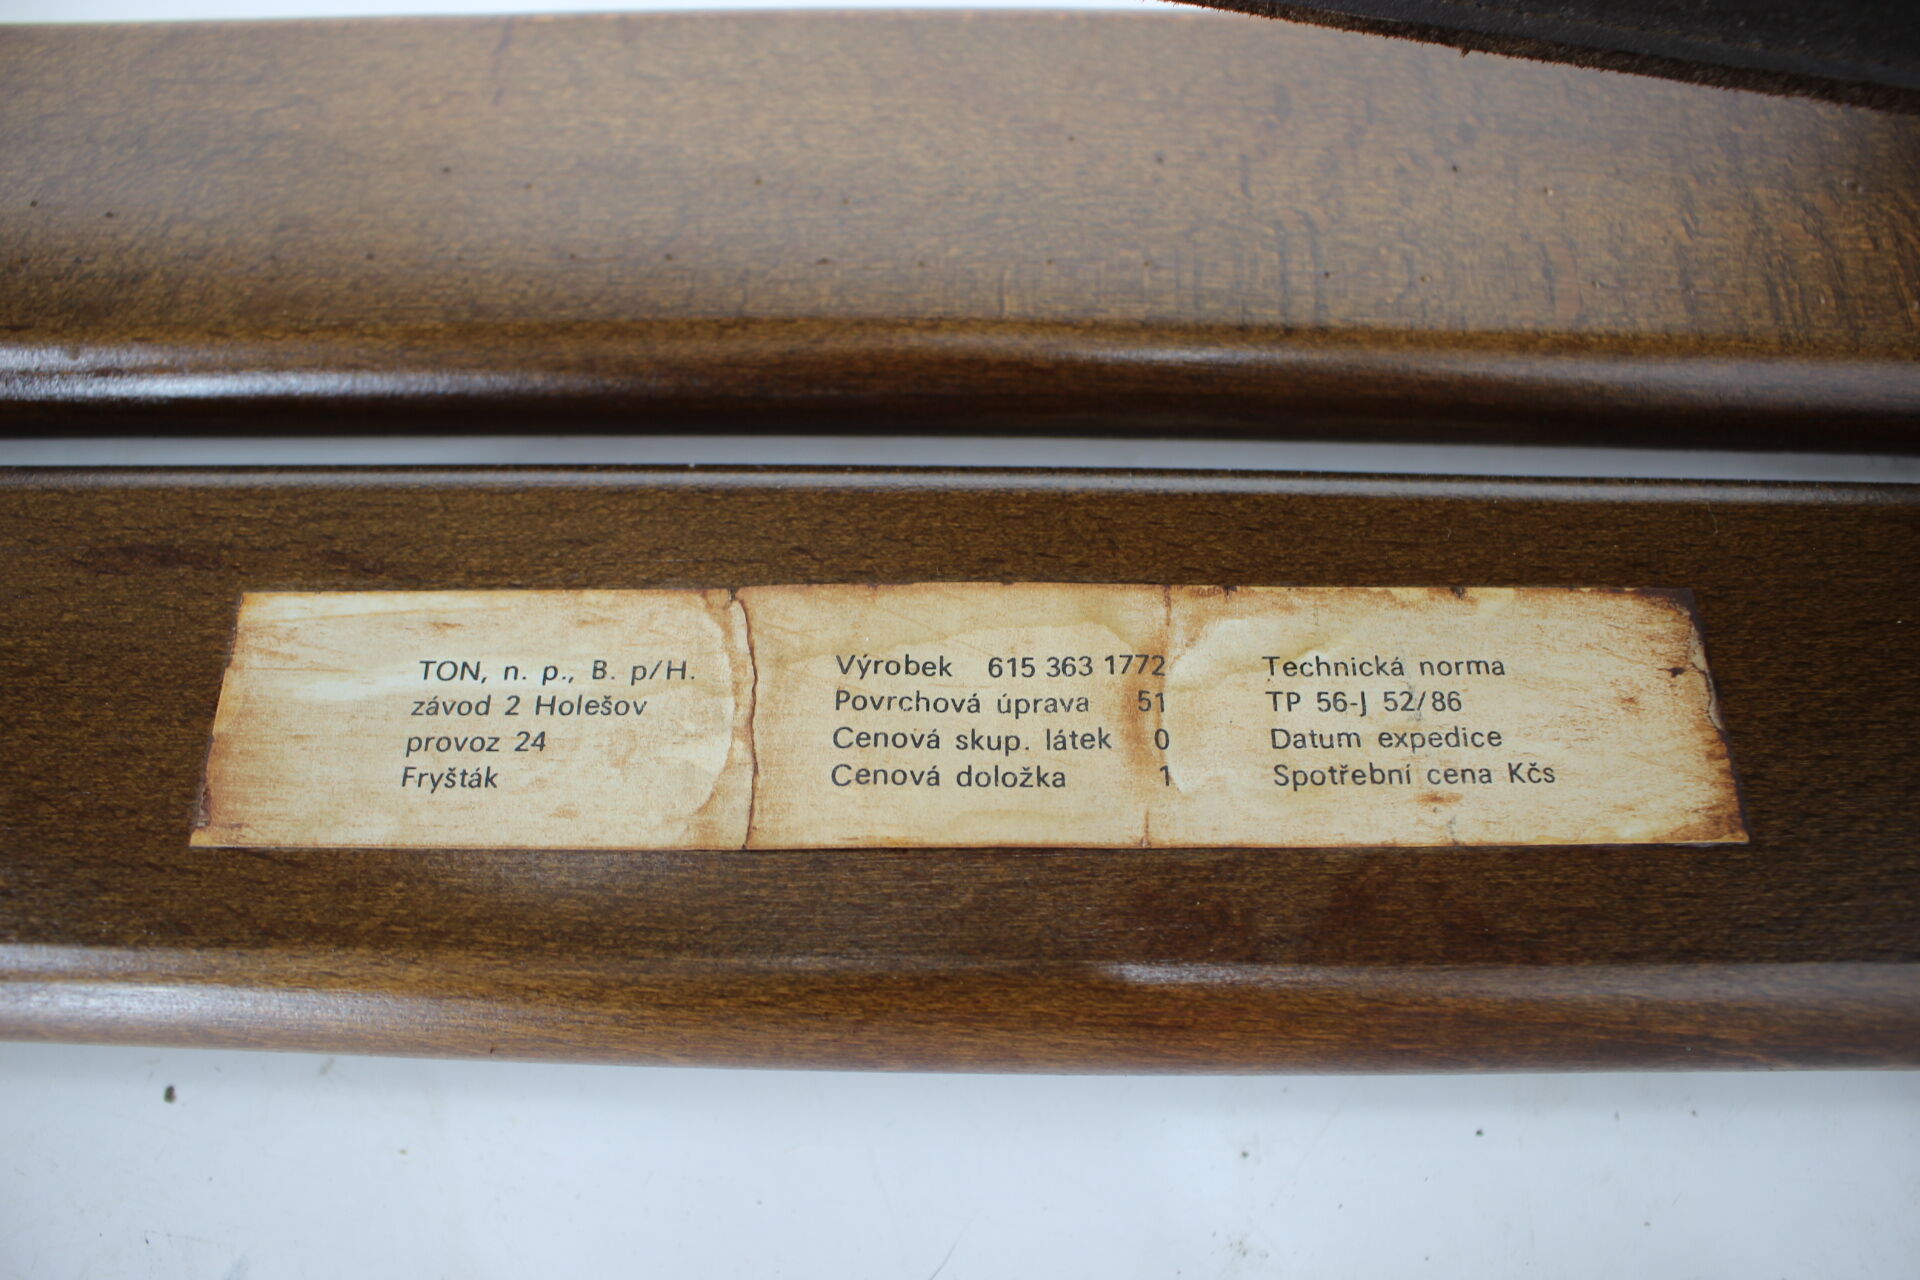 TON, n. p., B. p/H.
závod 2 Holešov
provoz 24
Fryšták
Výrobek 615 363 1772
Povrchová úprava 51
Cenová skup. látek 0
Cenová doložka 1
Technická norma
TP 56-J 52/86
Datum expedice
Spotřební cena Kčs